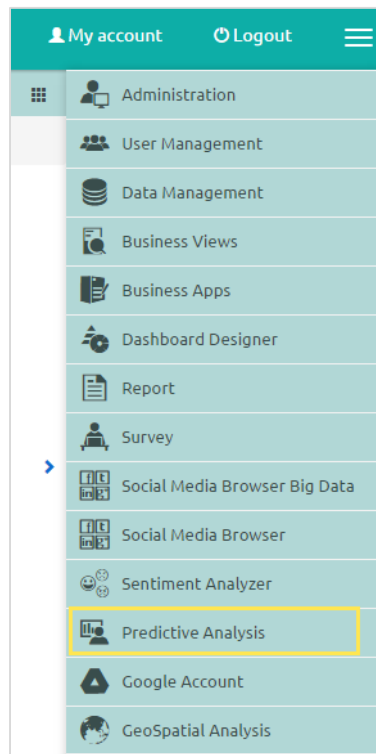 My account Logout
Administration
User Management
Data Management
Business Views
Business Apps
Dashboard Designer
Report
Survey
Social Media Browser Big Data
Social Media Browser
Sentiment Analyzer
Predictive Analysis
Google Account
GeoSpatial Analysis